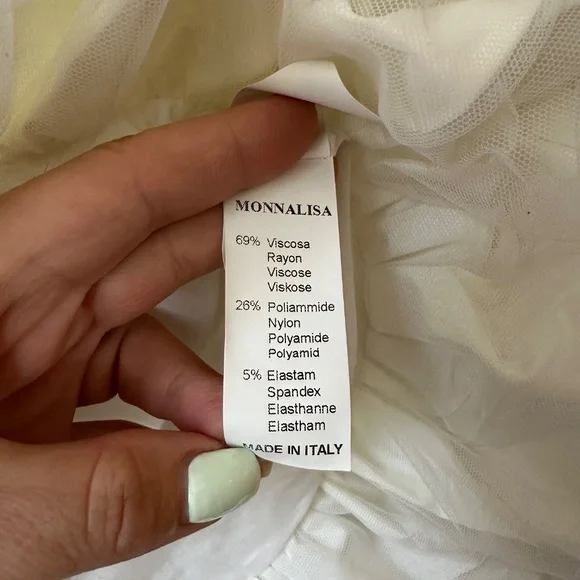 MONNALISA
69% Viscosa
Rayon
Viscose
Viskose
26% Poliammide
Nylon
Polyamide
Polyamid
5% Elastam
Spandex
Elasthanne
Elastham
MADE IN ITALY